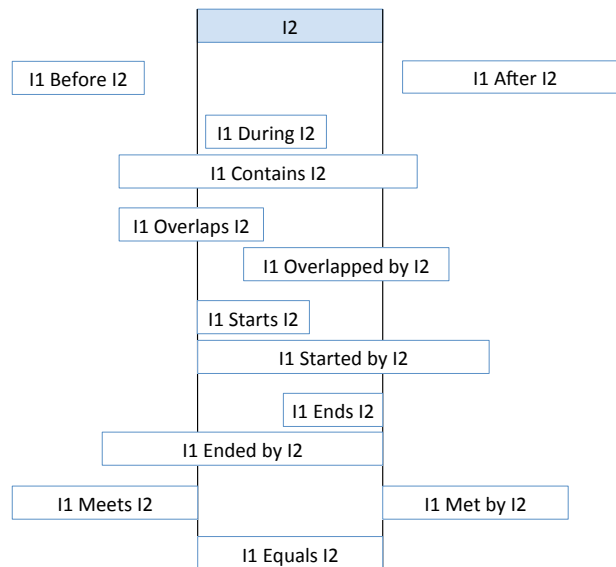 I2
I1 Before I2
I1 After I2
I1 During I2
I1 Contains I2
I1 Overlaps I2
I1 Overlapped by I2
I1 Starts I2
I1 Started by I2
I1 Ends I2
I1 Ended by I2
I1 Meets I2
I1 Met by I2
I1 Equals I2